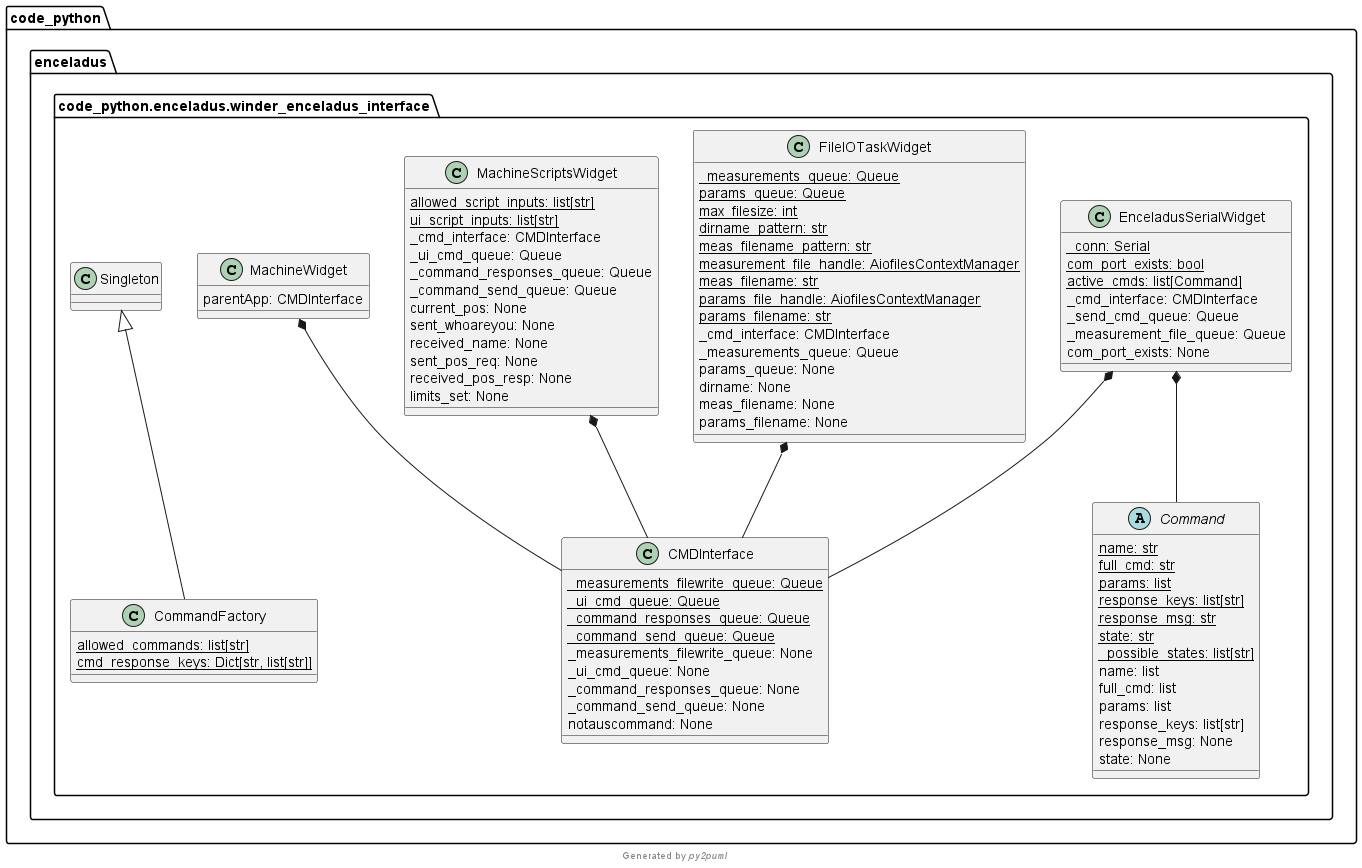 code_python
enceladus
code_python.enceladus.winder_enceladus_interface
C Singleton
C MachineWidget
parentApp: CMDInterface
C MachineScriptsWidget
allowed_script_inputs: list[str]
ui_script_inputs: list[str]
_cmd_interface: CMDInterface
_ui_cmd_queue: Queue
_command_responses_queue: Queue
_command_send_queue: Queue
current_pos: None
sent_whoareyou: None
received_name: None
sent_pos_req: None
received_pos_resp: None
limits_set: None
C FileIOTaskWidget
_measurements_queue: Queue
params_queue: Queue
max_filesize: int
dirname_pattern: str
meas_filename_pattern: str
measurement_file_handle: AiofilesContextManager
meas_filename: str
params_file_handle: AiofilesContextManager
params_filename: str
_cmd_interface: CMDInterface
_measurements_queue: Queue
params_queue: None
dirname: None
meas_filename: None
params_filename: None
C EnceladusSerialWidget
_conn: Serial
com_port_exists: bool
active_cmds: list[Command]
_cmd_interface: CMDInterface
_send_cmd_queue: Queue
_measurement_file_queue: Queue
com_port_exists: None
C CommandFactory
allowed_commands: list[str]
cmd_response_keys: Dict[str, list[str]]
C CMDInterface
_measurements_filewrite_queue: Queue
_ui_cmd_queue: Queue
_command_responses_queue: Queue
_command_send_queue: Queue
_measurements_filewrite_queue: None
_ui_cmd_queue: None
_command_responses_queue: None
_command_send_queue: None
notauscommand: None
A Command
name: str
full_cmd: str
params: list
response_keys: list[str]
response_msg: str
state: str
_possible_states: list[str]
name: list
full_cmd: list
params: list
response_keys: list[str]
response_msg: None
state: None
Generated by py2puml